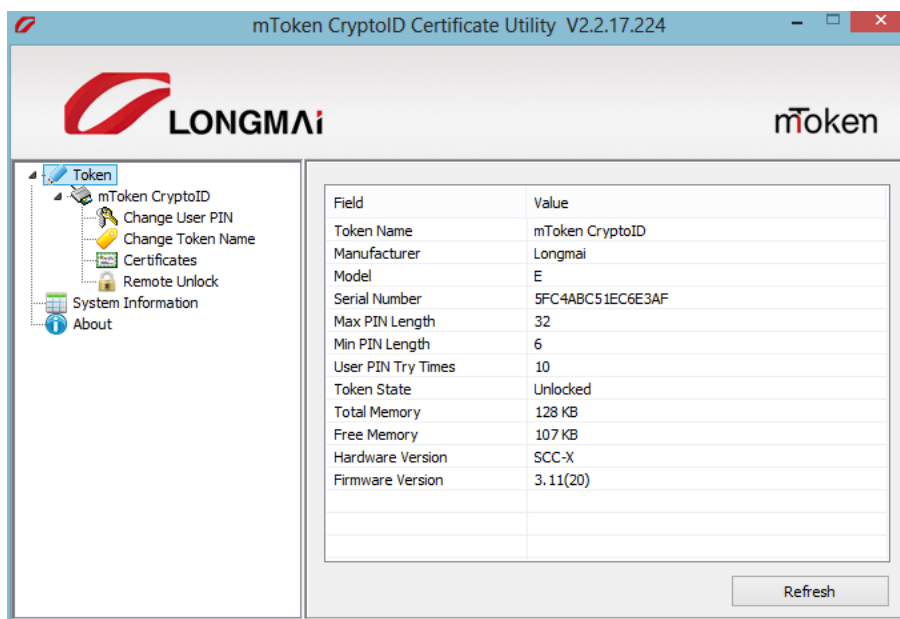 mToken CryptoID Certificate Utility V2.2.17.224
LONGMAi
mToken
Token
mToken CryptoID
Change User PIN
Change Token Name
Certificates
Remote Unlock
System Information
About
Field Value
Token Name mToken CryptoID
Manufacturer Longmai
Model E
Serial Number 5FC4ABC51EC6E3AF
Max PIN Length 32
Min PIN Length 6
User PIN Try Times 10
Token State Unlocked
Total Memory 128 KB
Free Memory 107 KB
Hardware Version SCC-X
Firmware Version 3.11(20)
Refresh